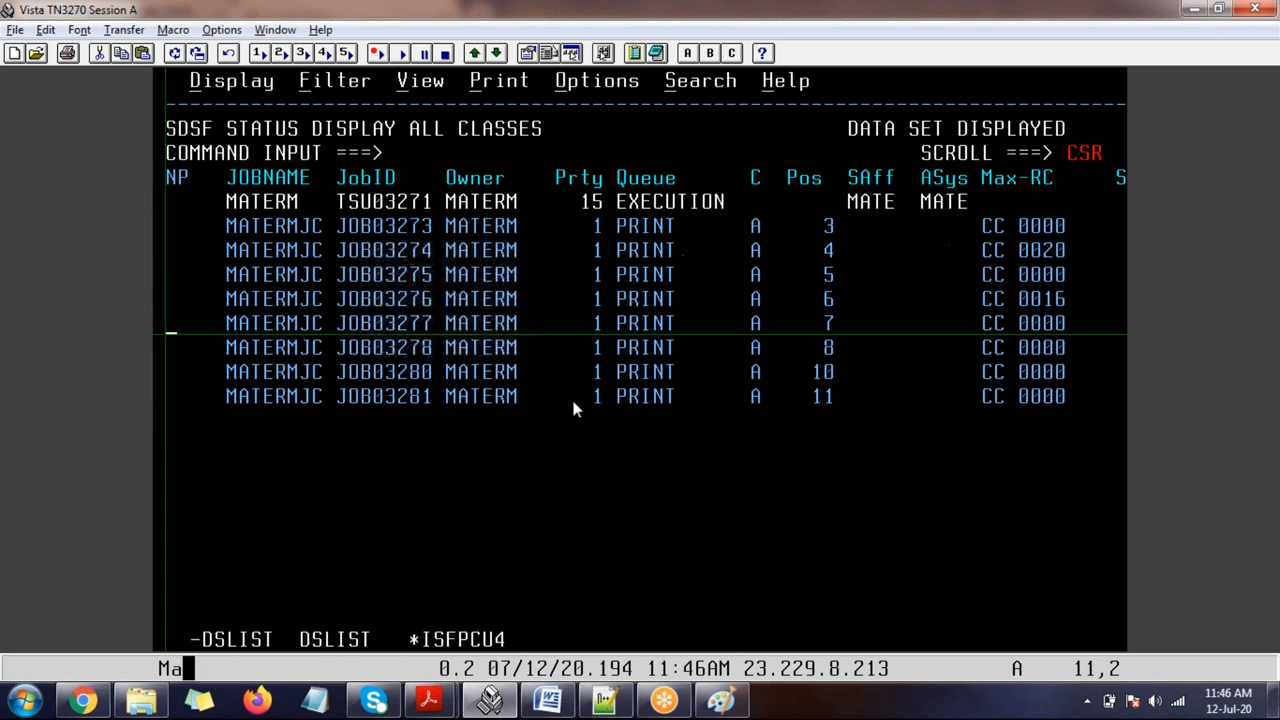 Vista TN3270 Session A
File Edit Font Transfer Macro Options Window Help
1 2 3 4 5 A B C ?
Display Filter View Print Options Search Help
--------------------------------------------------------------------------------
SDSF STATUS DISPLAY ALL CLASSES DATA SET DISPLAYED
COMMAND INPUT ===> SCROLL ===> CSR
NP JOBNAME JobID Owner Prty Queue C Pos SAff ASys Max-RC S
MATERM TSU03271 MATERM 15 EXECUTION MATE MATE
MATERMJC JOB03273 MATERM 1 PRINT A 3 CC 0000
MATERMJC JOB03274 MATERM 1 PRINT A 4 CC 0020
MATERMJC JOB03275 MATERM 1 PRINT A 5 CC 0000
MATERMJC JOB03276 MATERM 1 PRINT A 6 CC 0016
MATERMJC JOB03277 MATERM 1 PRINT A 7 CC 0000
MATERMJC JOB03278 MATERM 1 PRINT A 8 CC 0000
MATERMJC JOB03280 MATERM 1 PRINT A 10 CC 0000
MATERMJC JOB03281 MATERM 1 PRINT A 11 CC 0000
-DSLIST DSLIST *ISFPCU4
Ma 0.2 07/12/20.194 11:46AM 23.229.8.213 A 11,2
11:46 AM
12-Jul-20